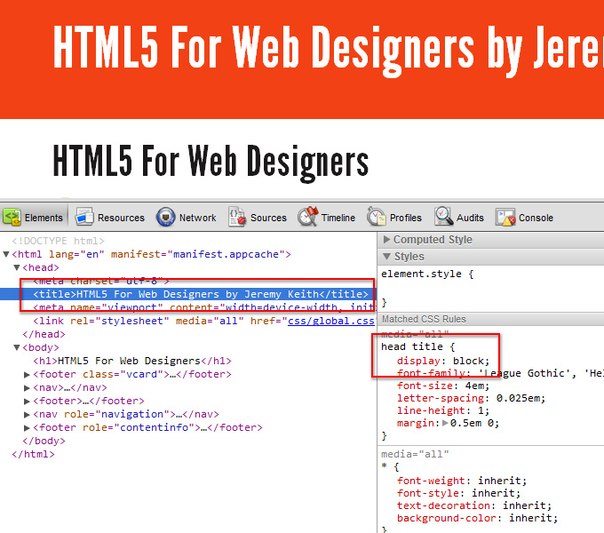 HTML5 For Web Designers by Jere
HTML5 For Web Designers
Elements Resources Network Sources Timeline Profiles Audits Console
<!DOCTYPE html>
<html lang="en" manifest="manifest.appcache">
<head>
<meta charset="utf-8">
<title>HTML5 For Web Designers by Jeremy Keith</title>
<meta name="viewport" content="width=device-width, init
<link rel="stylesheet" media="all" href="css/global.css
</head>
<body>
<h1>HTML5 For Web Designers</h1>
<footer class="vcard">…</footer>
<nav>…</nav>
<footer>…</footer>
<nav role="navigation">…</nav>
<footer role="contentinfo">…</footer>
</body>
</html>
Computed Style
Styles
element.style {
}
Matched CSS Rules
media="all"
head title {
display: block;
font-family: 'League Gothic', 'He
font-size: 4em;
letter-spacing: 0.025em;
line-height: 1;
margin: 0.5em 0;
}
media="all"
* {
font-weight: inherit;
font-style: inherit;
text-decoration: inherit;
background-color: inherit;